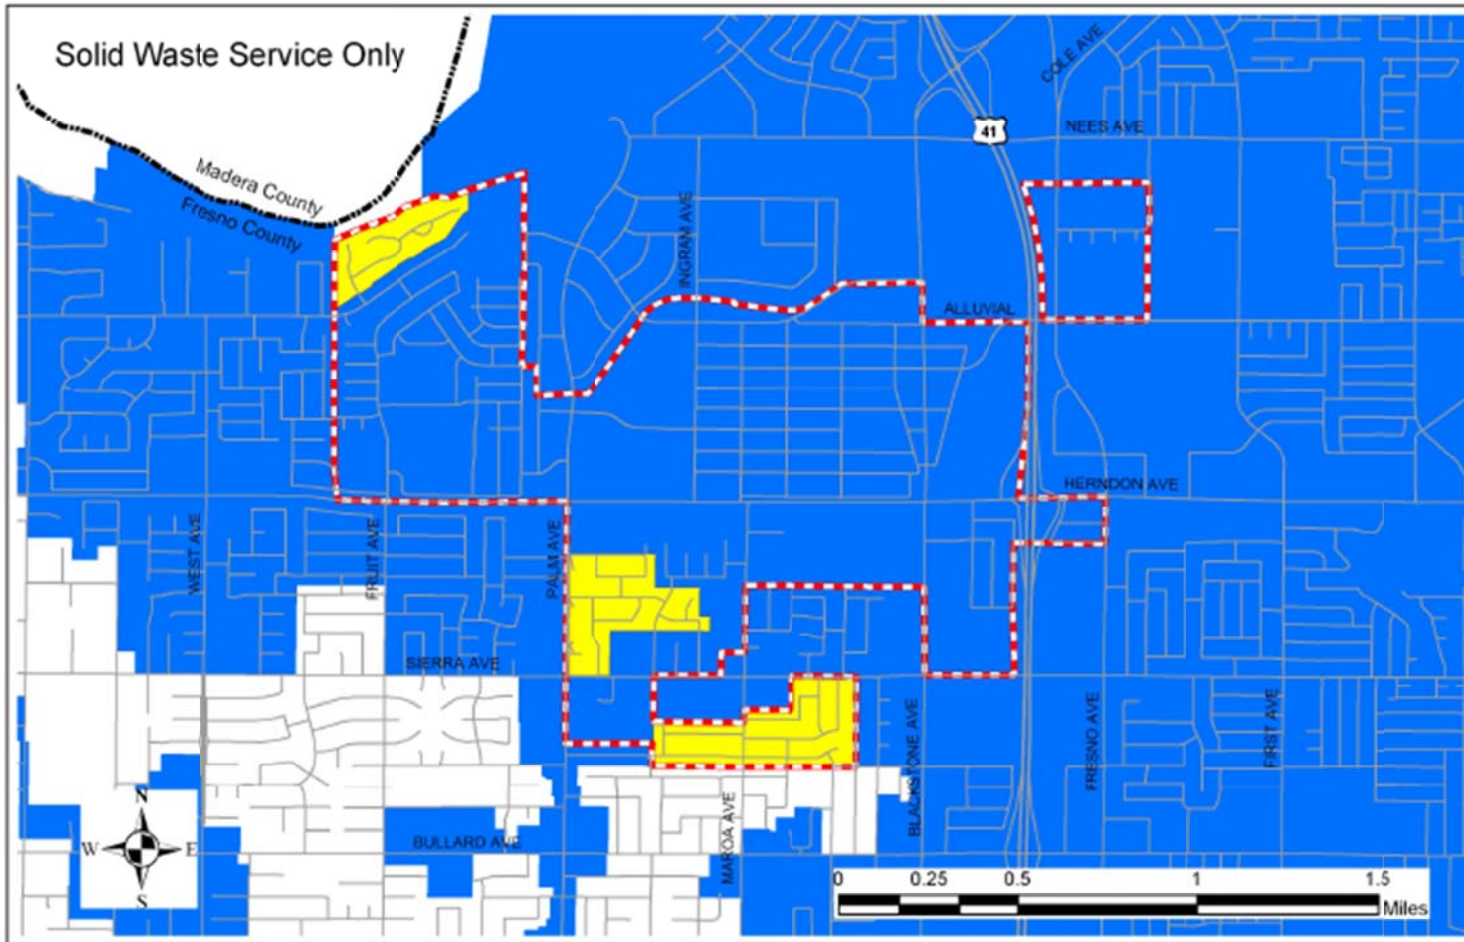 Solid Waste Service Only
COLE AVE
41
NEES AVE
Madera County
Fresno County
INGRAM AVE
ALLUVIAL
HERNDON AVE
WEST AVE
FRUIT AVE
PALM AVE
SIERRA AVE
BLACKSTONE AVE
FRESNO AVE
FIRST AVE
MAROA AVE
BULLARD AVE
N
W E
S
0 0.25 0.5 1 1.5
Miles